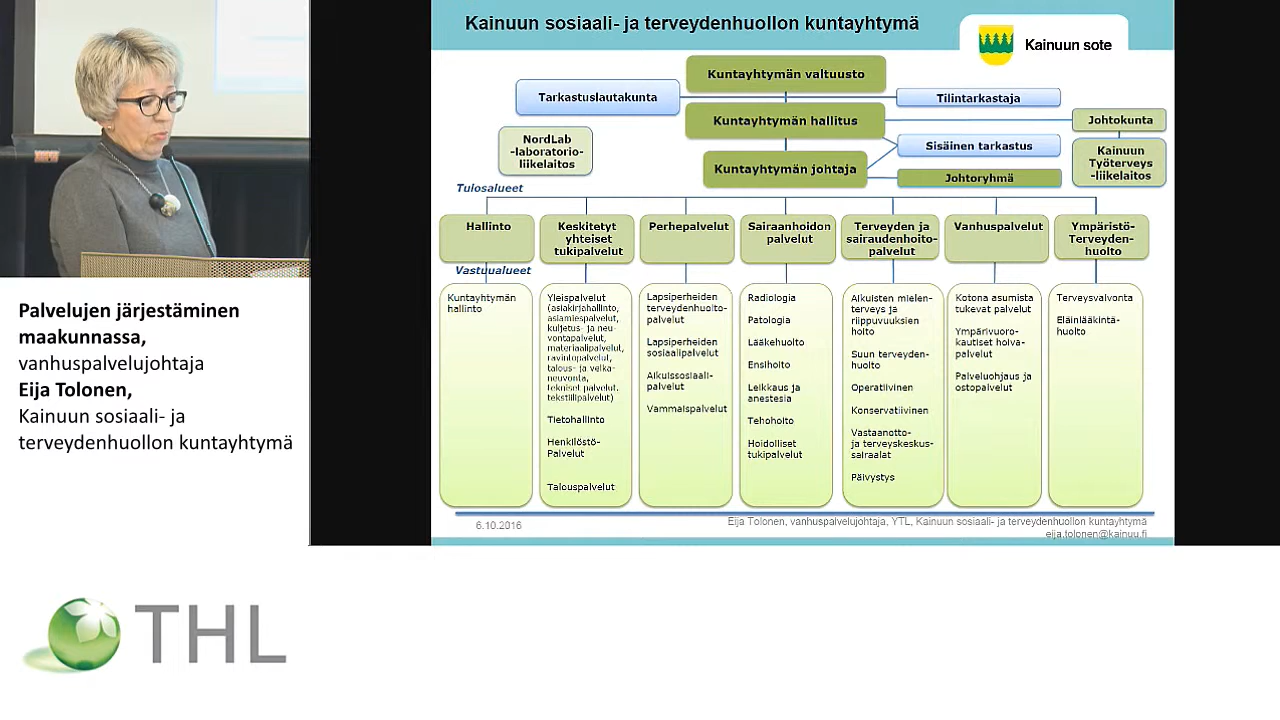 Kainuun sosiaali- ja terveydenhuollon kuntayhtymä
Kainuun sote
Kuntayhtymän valtuusto
Tarkastuslautakunta
Tilintarkastaja
Kuntayhtymän hallitus
Johtokunta
NordLab
-laboratorio-
liikelaitos
Sisäinen tarkastus
Kainuun
Työterveys
-liikelaitos
Kuntayhtymän johtaja
Johtoryhmä
Tulosalueet
Hallinto
Keskitetyt
yhteiset
tukipalvelut
Perhepalvelut
Sairaanhoidon
palvelut
Terveyden ja
sairaudenhoito-
palvelut
Vanhuspalvelut
Ympäristö-
Terveyden-
huolto
Vastuualueet
Kuntayhtymän
hallinto
Yleispalvelut
(asiakirjahallinto,
asiamiespalvelut,
kuljetus- ja neu-
vontapalvelut,
materiaalipalvelut,
ravintopalvelut,
talous- ja velka-
neuvonta,
tekniset palvelut,
tekstiilipalvelut)
Tietohallinto
Henkilöstö-
Palvelut
Talouspalvelut
Lapsiperheiden
terveydenhuolto-
palvelut
Lapsiperheiden
sosiaalipalvelut
Aikuissosiaali-
palvelut
Vammaispalvelut
Radiologia
Patologia
Lääkehuolto
Ensihoito
Leikkaus ja
anestesia
Tehohoito
Hoidolliset
tukipalvelut
Aikuisten mielen-
terveys ja
riippuvuuksien
hoito
Suun terveyden-
huolto
Operatiivinen
Konservatiivinen
Vastaanotto-
ja terveyskeskus-
sairaalat
Päivystys
Kotona asumista
tukevat palvelut
Ympärivuoro-
kautiset hoiva-
palvelut
Palveluohjaus ja
ostopalvelut
Terveysvalvonta
Eläinlääkintä-
huolto
6.10.2016
Eija Tolonen, vanhuspalvelujohtaja, YTL, Kainuun sosiaali- ja terveydenhuollon kuntayhtymä
eija.tolonen@kainuu.fi
Palvelujen järjestäminen
maakunnassa,
vanhuspalvelujohtaja
Eija Tolonen,
Kainuun sosiaali- ja
terveydenhuollon kuntayhtymä
THL